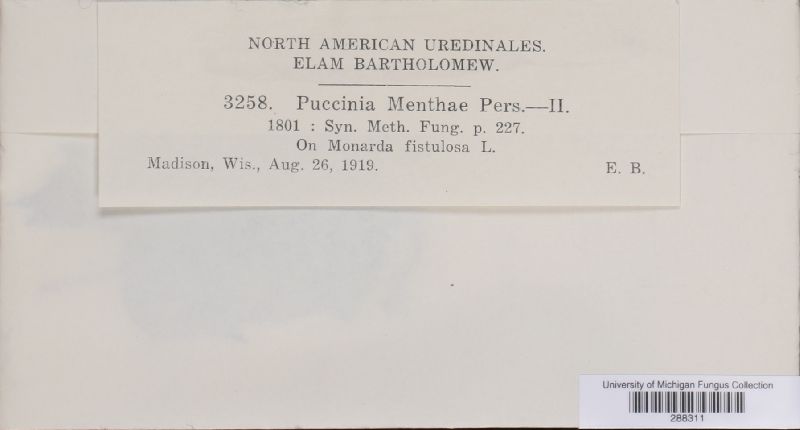 NORTH AMERICAN UREDINALES.
ELAM BARTHOLOMEW.
3258. Puccinia Menthae Pers.—II.
1801 : Syn. Meth. Fung. p. 227.
On Monarda fistulosa L.
Madison, Wis., Aug. 26, 1919. E. B.
University of Michigan Fungus Collection
288311